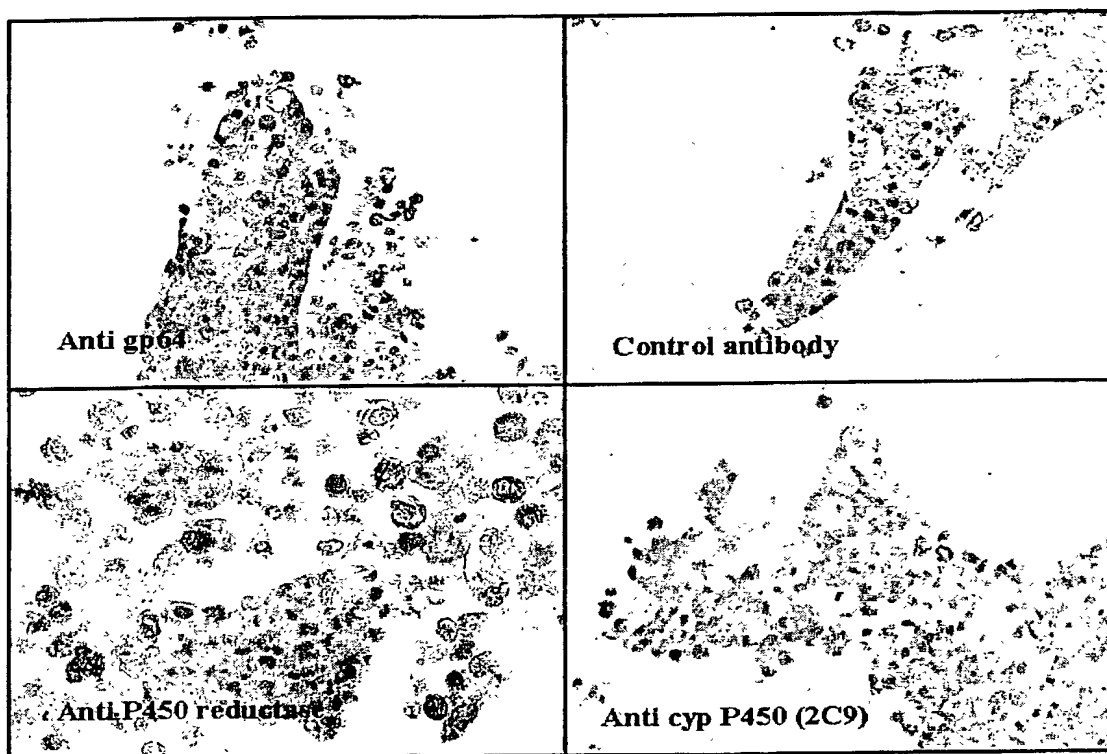 Anti gp64
Control antibody
Anti P450 reductase
Anti cyp P450 (2C9)